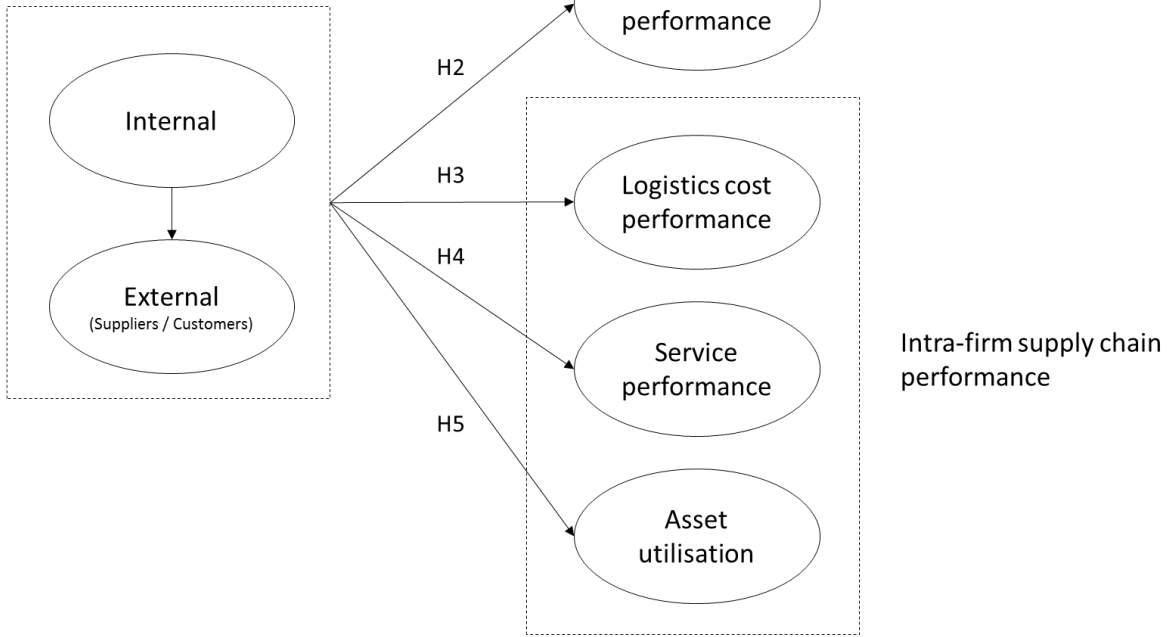 performance
H2
Internal
H3
Logistics cost
performance
H4
External
(Suppliers / Customers)
Service
performance
Intra-firm supply chain
performance
H5
Asset
utilisation